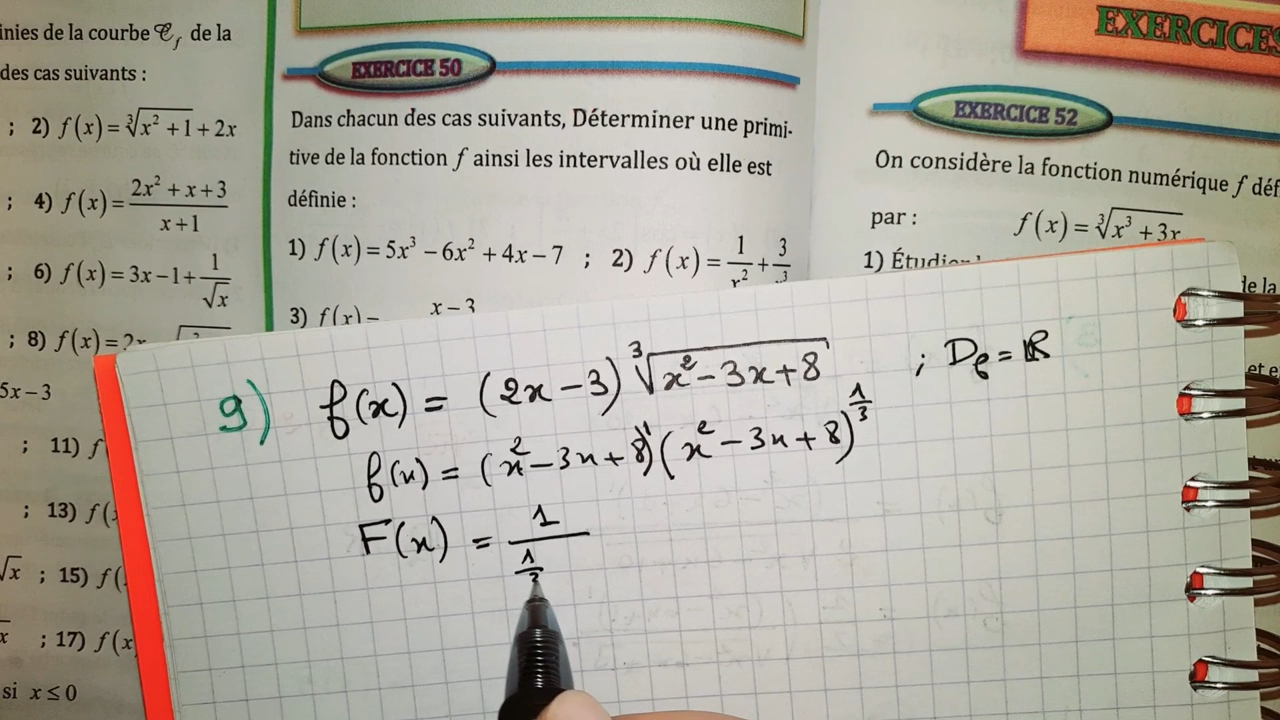 inies de la courbe 𝒞f de la
des cas suivants :
; 2) f(x) = ∛(x² + 1) + 2x
; 4) f(x) = (2x² + x + 3)/(x + 1)
; 6) f(x) = 3x − 1 + 1/√x
; 8) f(x) = 2x
5x − 3
; 11) f
; 13) f(
√x ; 15) f(
x ; 17) f(x
si x ≤ 0
EXERCICE 50
Dans chacun des cas suivants, Déterminer une primi-
tive de la fonction f ainsi les intervalles où elle est
définie :
1) f(x) = 5x³ − 6x² + 4x − 7 ; 2) f(x) = 1/x² + 3/x³
3) f(x) = x − 3
EXERCICES
EXERCICE 52
On considère la fonction numérique f déf
par : f(x) = ∛(x³ + 3x
1) Étudier
de la
et e
9) f(x) = (2x − 3) ∛(x² − 3x + 8) ; Df = ℝ
f(x) = (x² − 3x + 8)' (x² − 3x + 8)^(1/3)
F(x) = 1/(1/3